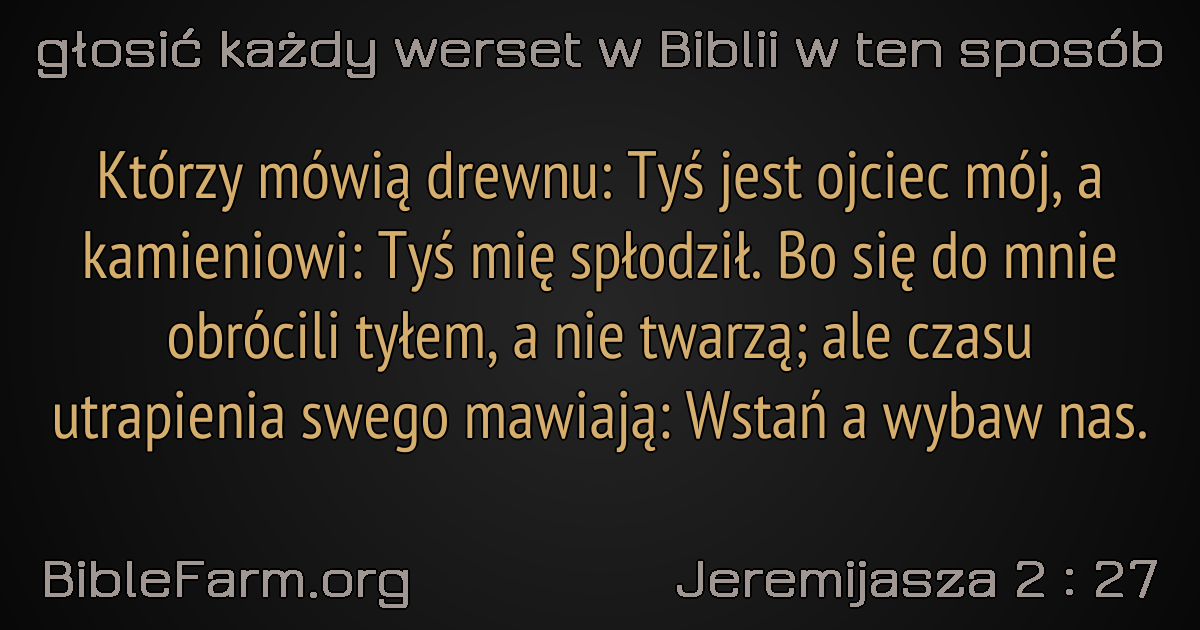 głosić każdy werset w Biblii w ten sposób
Którzy mówią drewnu: Tyś jest ojciec mój, a
kamieniowi: Tyś mię spłodził. Bo się do mnie
obrócili tyłem, a nie twarzą; ale czasu
utrapienia swego mawiają: Wstań a wybaw nas.
BibleFarm.org
Jeremijasza 2 : 27